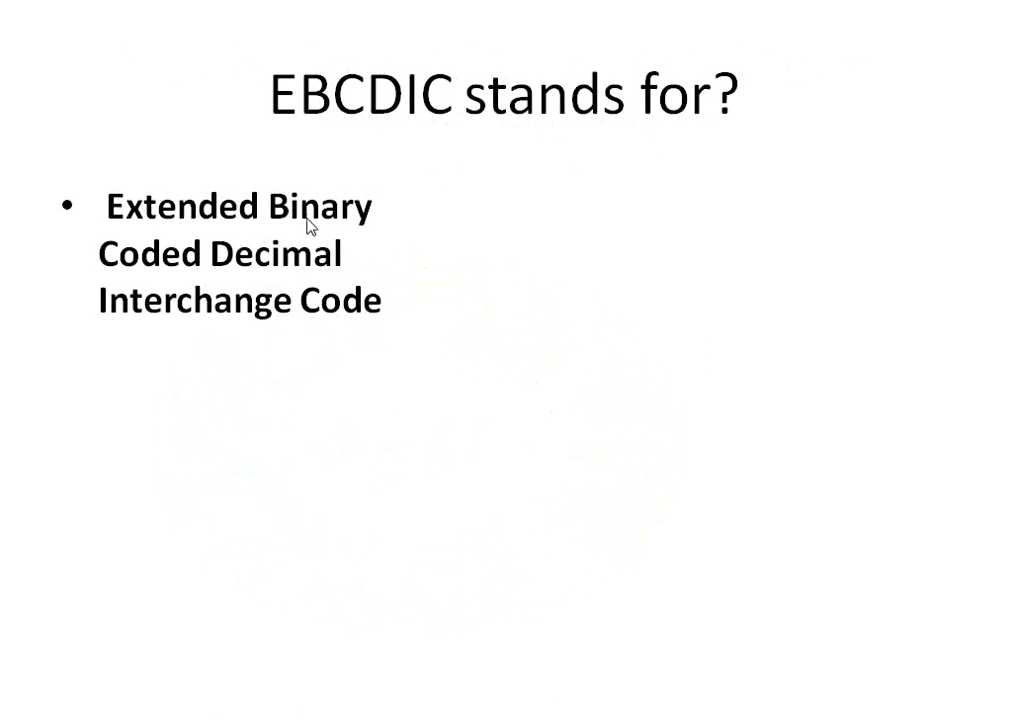 EBCDIC stands for?
• Extended Binary
Coded Decimal
Interchange Code